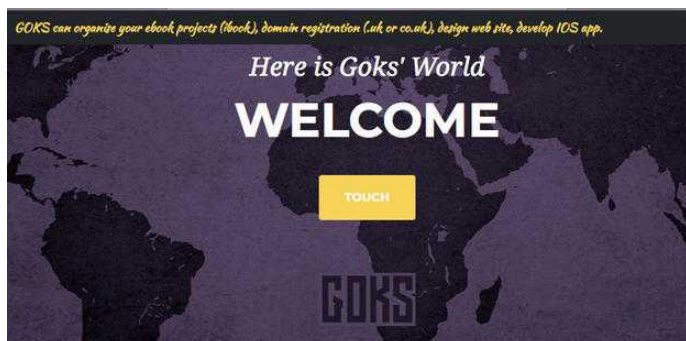 GOKS can organise your ebook projects (ibook), domain registration (.uk or co.uk), design web site, develop IOS app.
Here is Goks' World
WELCOME
TOUCH
GOKS